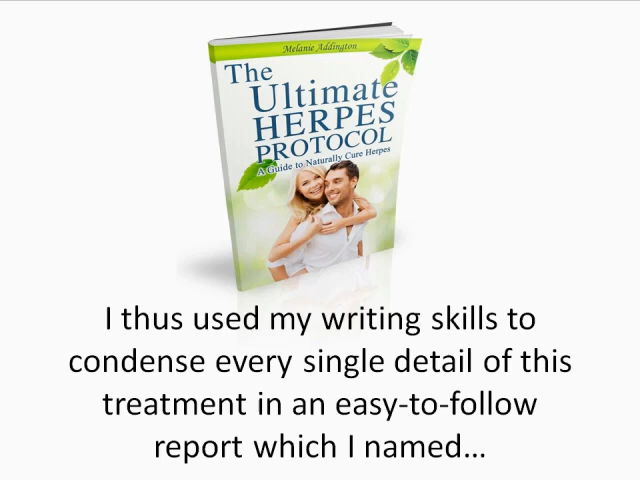 Melanie Addington
The
Ultimate
HERPES
PROTOCOL
A Guide to Naturally Cure Herpes
I thus used my writing skills to
condense every single detail of this
treatment in an easy-to-follow
report which I named...